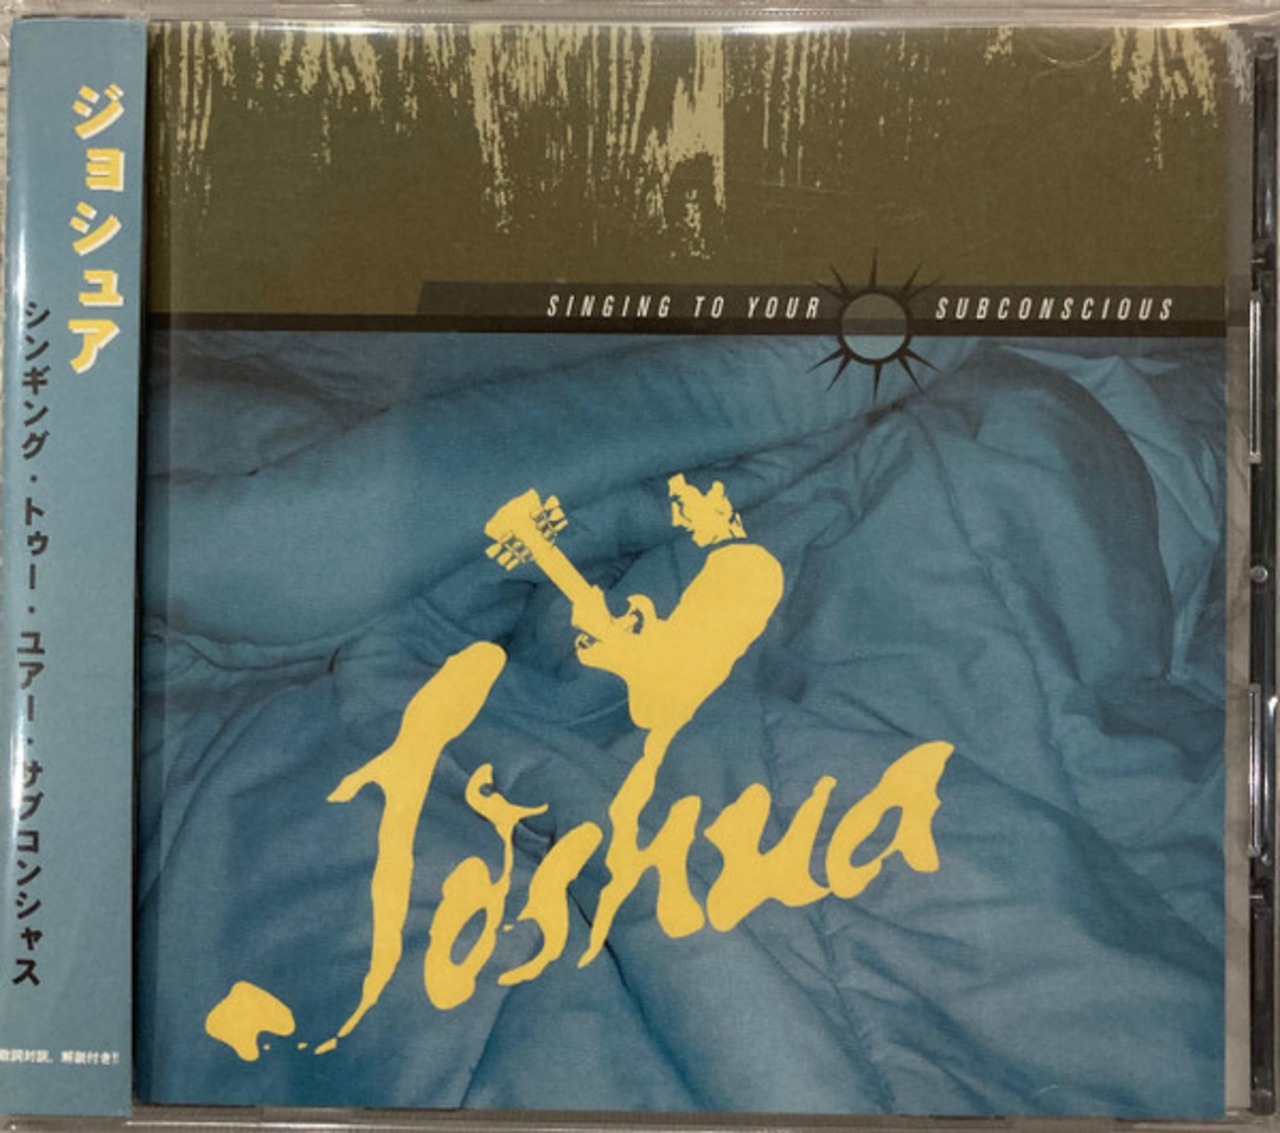 ジョシュア
シンギング・トゥー・ユアー・サブコンシャス
歌詞対訳、解説付き!!
SINGING TO YOUR SUBCONSCIOUS
Joshua